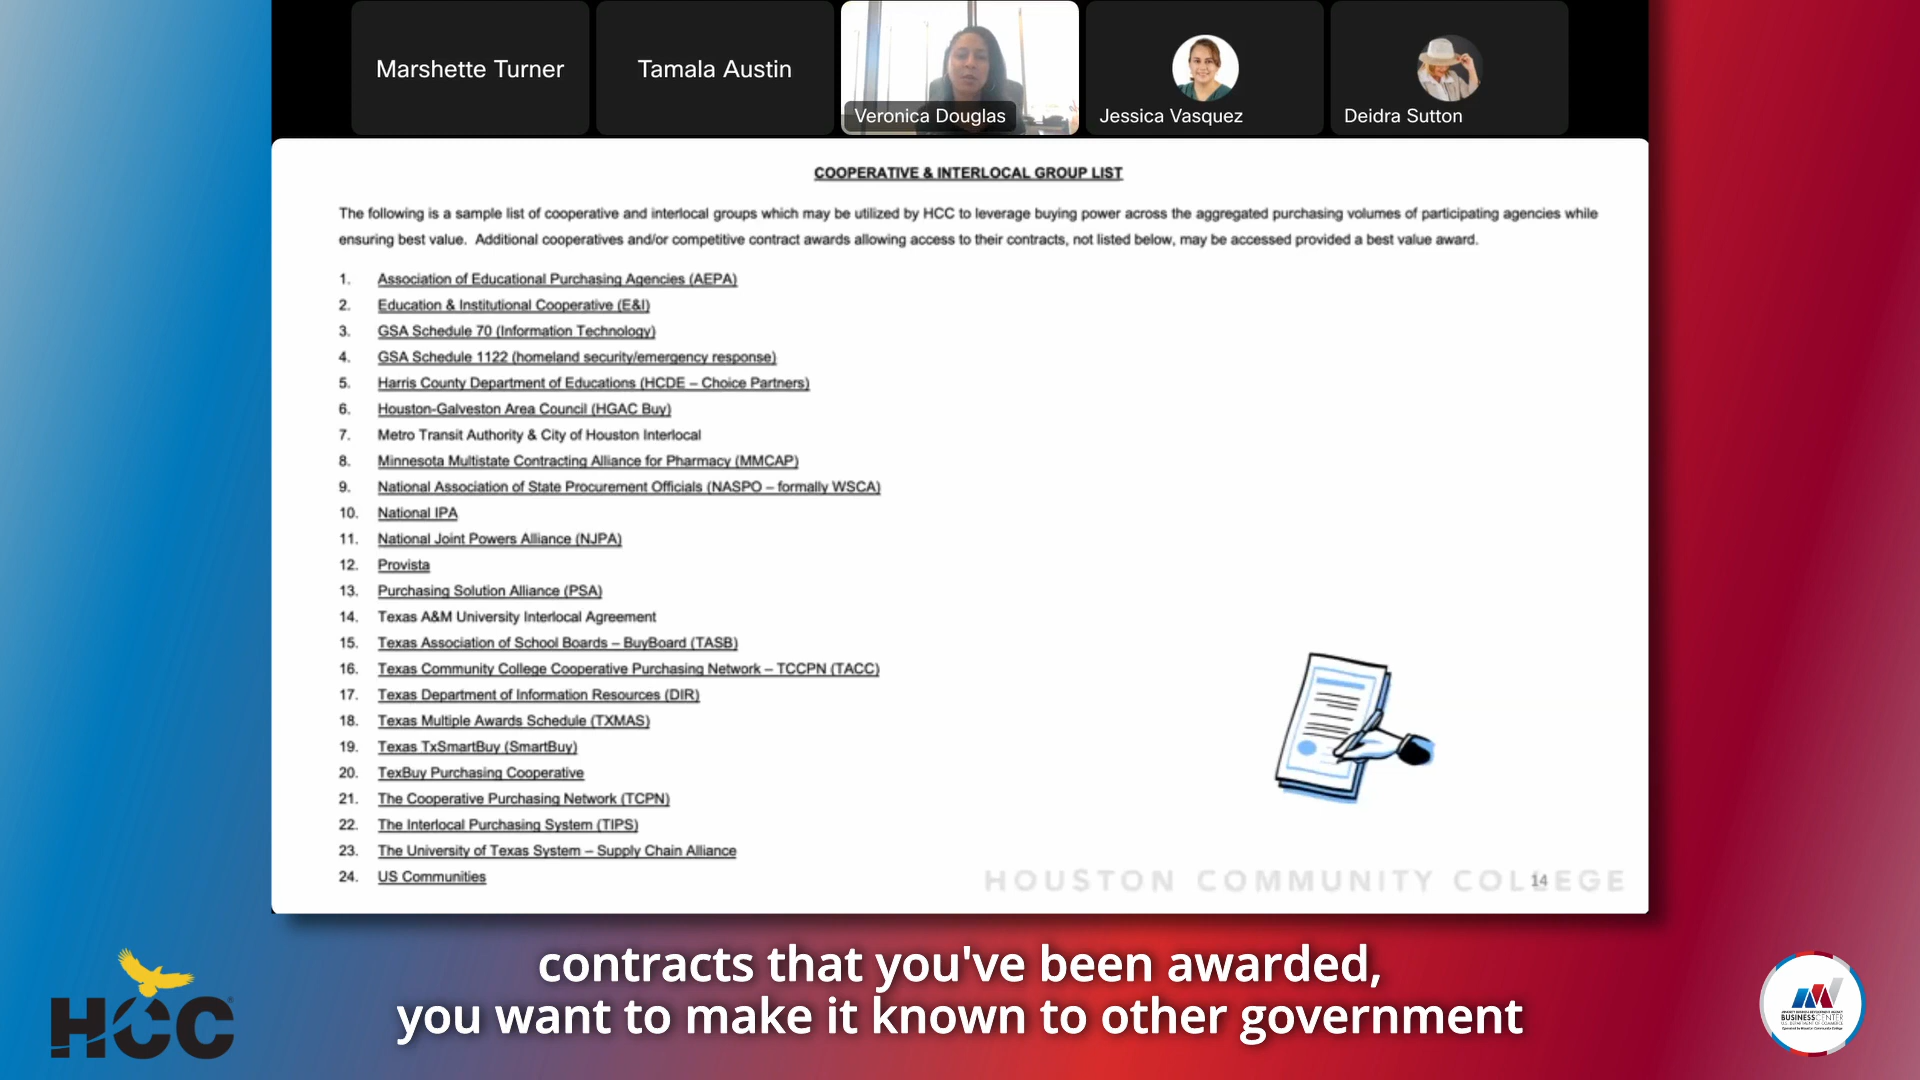 Marshette Turner
Tamala Austin
Veronica Douglas
Jessica Vasquez
Deidra Sutton
COOPERATIVE & INTERLOCAL GROUP LIST
The following is a sample list of cooperative and interlocal groups which may be utilized by HCC to leverage buying power across the aggregated purchasing volumes of participating agencies while
ensuring best value. Additional cooperatives and/or competitive contract awards allowing access to their contracts, not listed below, may be accessed provided a best value award.
1. Association of Educational Purchasing Agencies (AEPA)
2. Education & Institutional Cooperative (E&I)
3. GSA Schedule 70 (Information Technology)
4. GSA Schedule 1122 (homeland security/emergency response)
5. Harris County Department of Educations (HCDE – Choice Partners)
6. Houston-Galveston Area Council (HGAC Buy)
7. Metro Transit Authority & City of Houston Interlocal
8. Minnesota Multistate Contracting Alliance for Pharmacy (MMCAP)
9. National Association of State Procurement Officials (NASPO – formally WSCA)
10. National IPA
11. National Joint Powers Alliance (NJPA)
12. Provista
13. Purchasing Solution Alliance (PSA)
14. Texas A&M University Interlocal Agreement
15. Texas Association of School Boards – BuyBoard (TASB)
16. Texas Community College Cooperative Purchasing Network – TCCPN (TACC)
17. Texas Department of Information Resources (DIR)
18. Texas Multiple Awards Schedule (TXMAS)
19. Texas TxSmartBuy (SmartBuy)
20. TexBuy Purchasing Cooperative
21. The Cooperative Purchasing Network (TCPN)
22. The Interlocal Purchasing System (TIPS)
23. The University of Texas System – Supply Chain Alliance
24. US Communities
HOUSTON COMMUNITY COLLEGE
14
contracts that you've been awarded,
you want to make it known to other government
HCC
BUSINESS CENTER